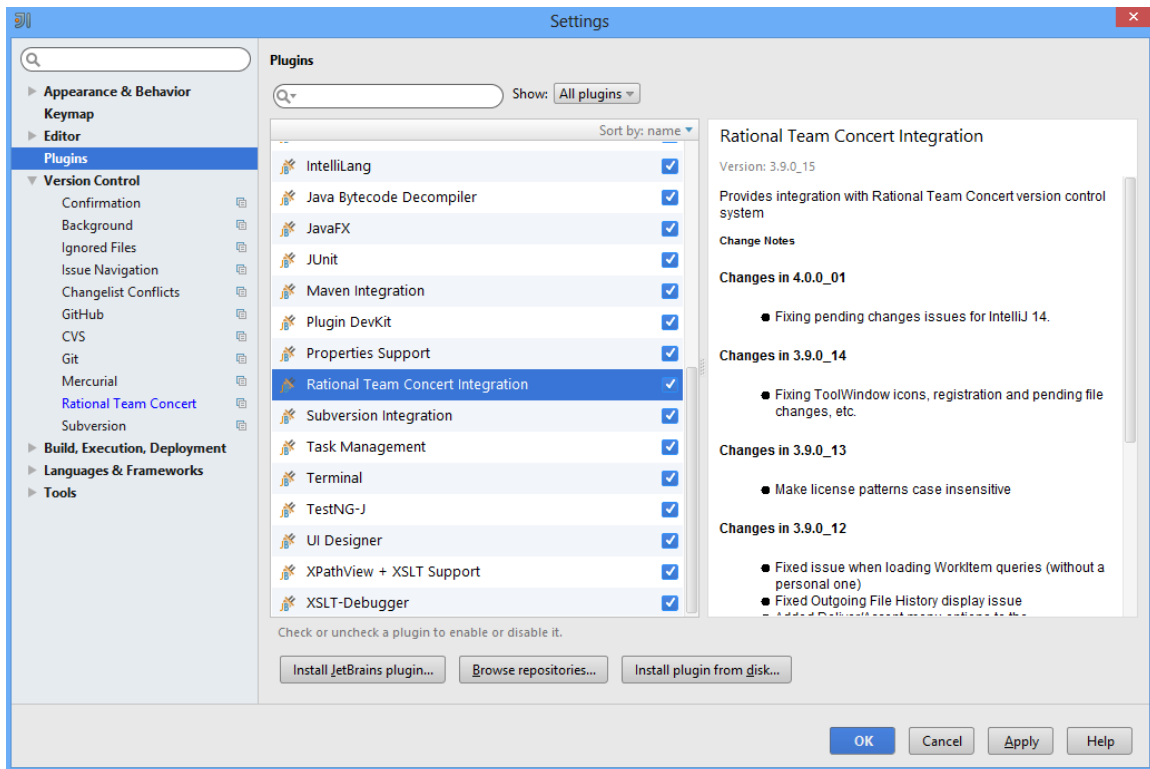 Settings
Appearance & Behavior
Keymap
Editor
Plugins
Version Control
Confirmation
Background
Ignored Files
Issue Navigation
Changelist Conflicts
GitHub
CVS
Git
Mercurial
Rational Team Concert
Subversion
Build, Execution, Deployment
Languages & Frameworks
Tools
Plugins
Show: All plugins
Sort by: name
IntelliLang
Java Bytecode Decompiler
JavaFX
JUnit
Maven Integration
Plugin DevKit
Properties Support
Rational Team Concert Integration
Subversion Integration
Task Management
Terminal
TestNG-J
UI Designer
XPathView + XSLT Support
XSLT-Debugger
Check or uncheck a plugin to enable or disable it.
Install JetBrains plugin...
Browse repositories...
Install plugin from disk...
Rational Team Concert Integration
Version: 3.9.0_15
Provides integration with Rational Team Concert version control
system
Change Notes
Changes in 4.0.0_01
● Fixing pending changes issues for IntelliJ 14.
Changes in 3.9.0_14
● Fixing ToolWindow icons, registration and pending file
changes, etc.
Changes in 3.9.0_13
● Make license patterns case insensitive
Changes in 3.9.0_12
● Fixed issue when loading WorkItem queries (without a
personal one)
● Fixed Outgoing File History display issue
OK
Cancel
Apply
Help